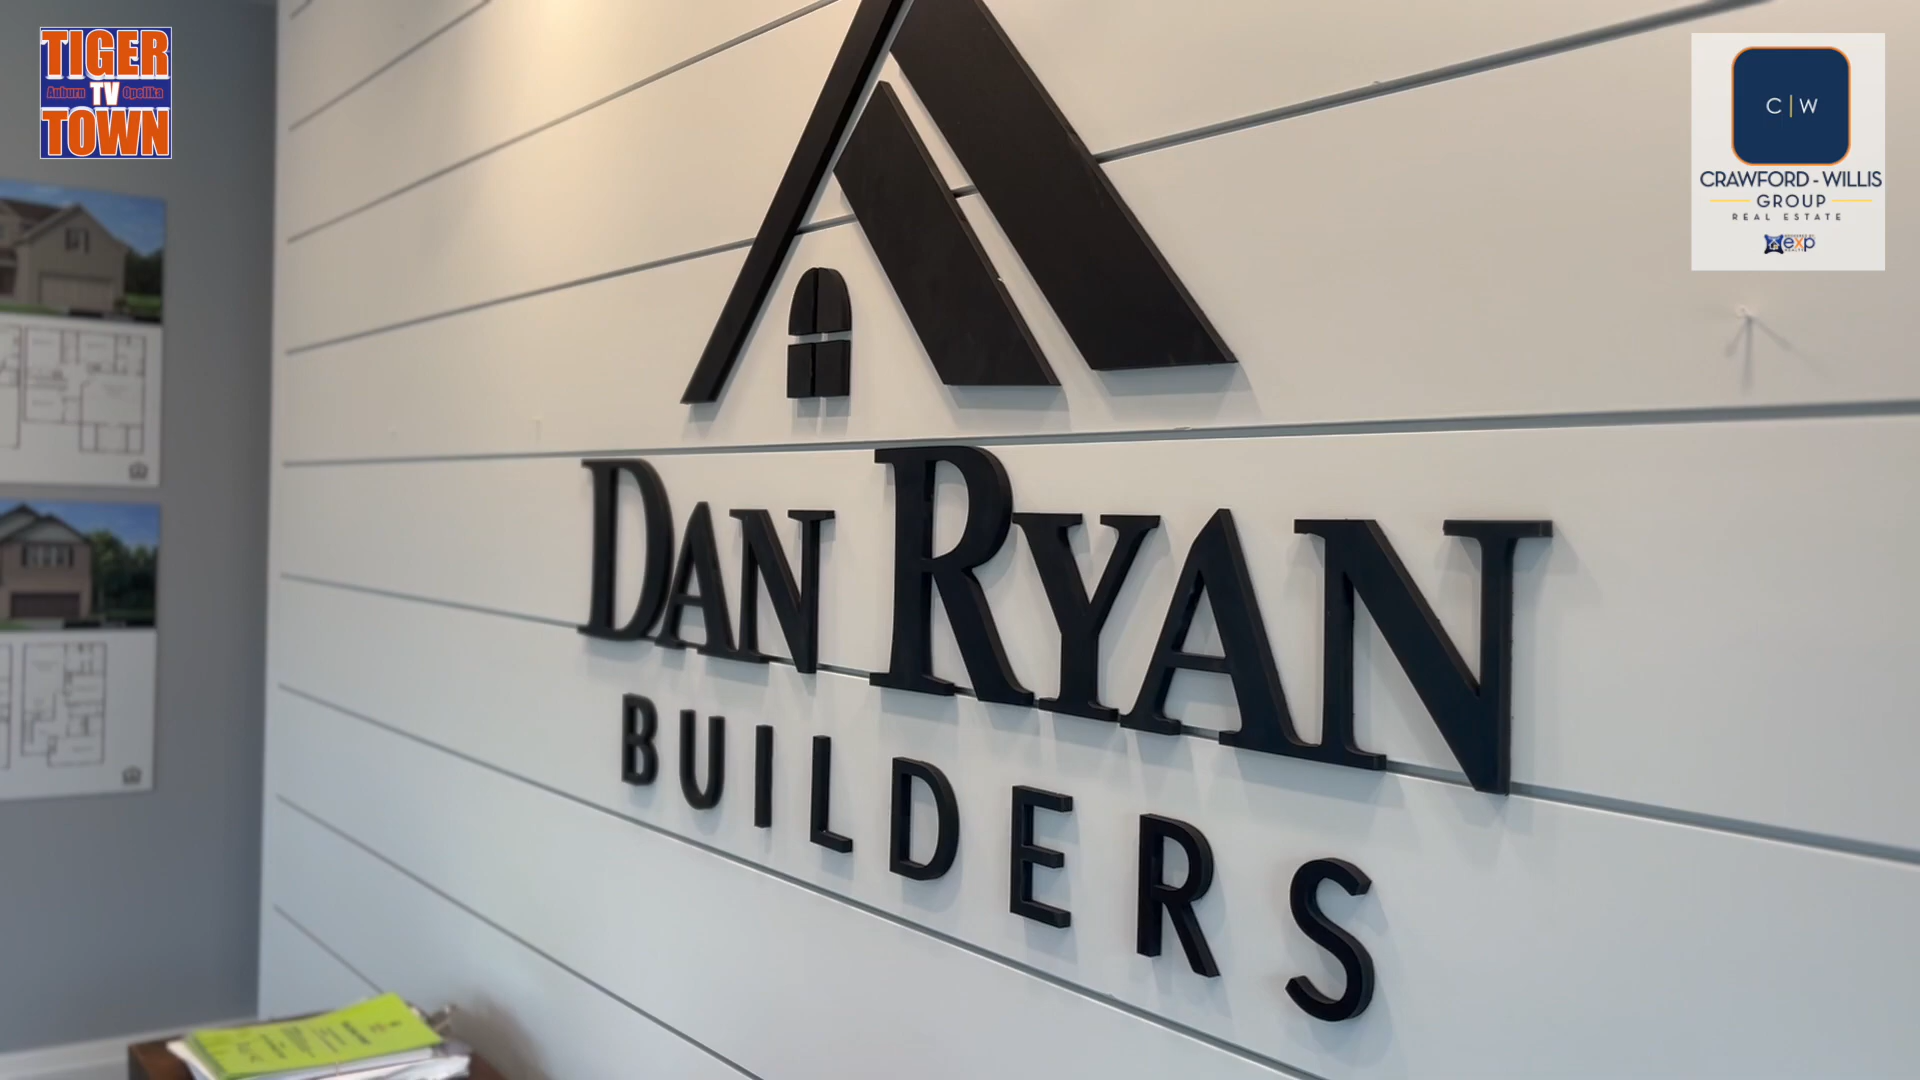 TIGER
Auburn TV Opelika
TOWN
C|W
CRAWFORD-WILLIS
GROUP
REAL ESTATE
exp
DAN RYAN
BUILDERS